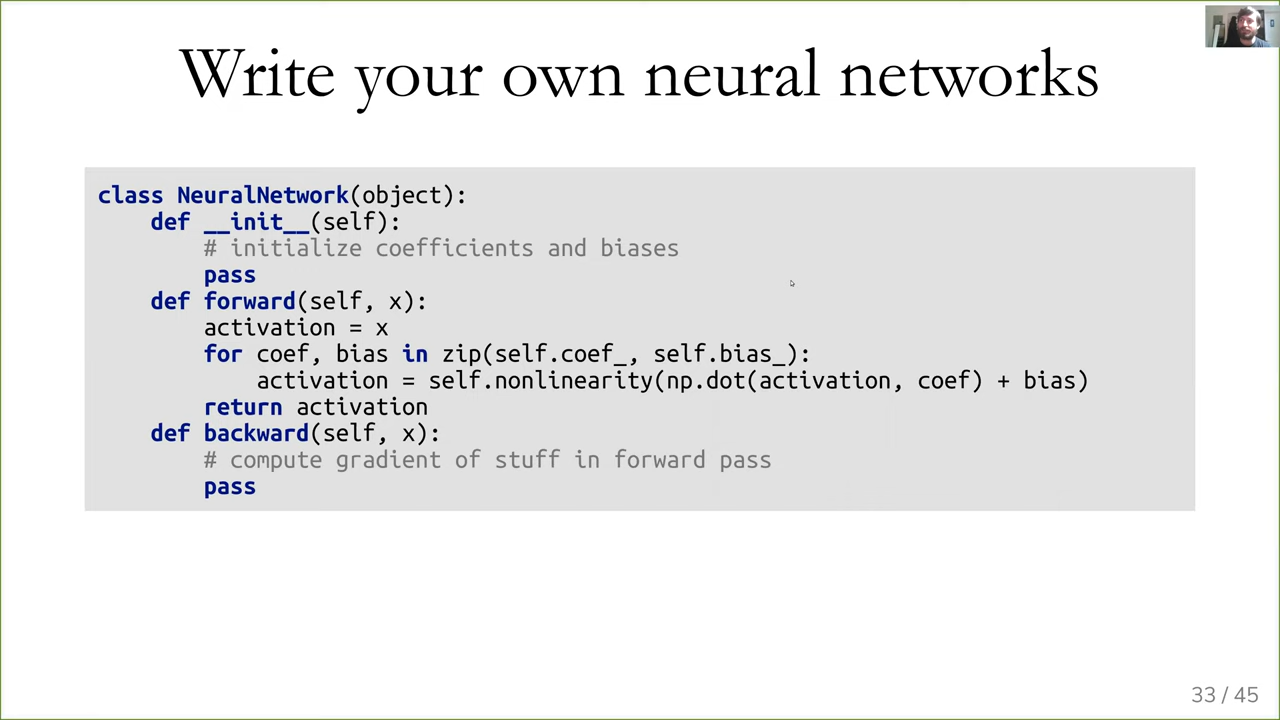 Write your own neural networks
class NeuralNetwork(object):
    def __init__(self):
        # initialize coefficients and biases
        pass
    def forward(self, x):
        activation = x
        for coef, bias in zip(self.coef_, self.bias_):
            activation = self.nonlinearity(np.dot(activation, coef) + bias)
        return activation
    def backward(self, x):
        # compute gradient of stuff in forward pass
        pass
33 / 45